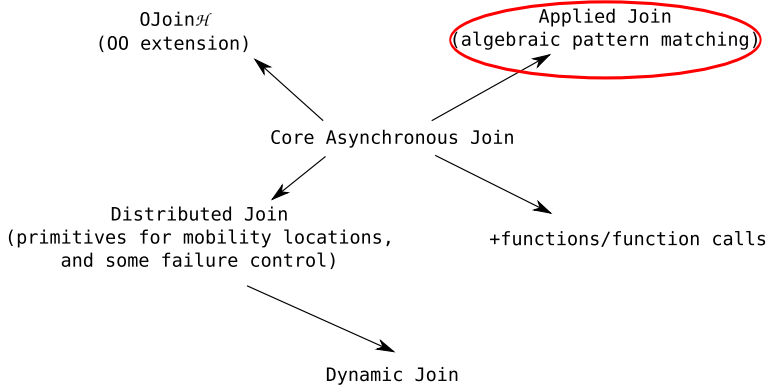 OJoinℋ
(OO extension)
Applied Join
(algebraic pattern matching)
Core Asynchronous Join
Distributed Join
(primitives for mobility locations,
and some failure control)
+functions/function calls
Dynamic Join